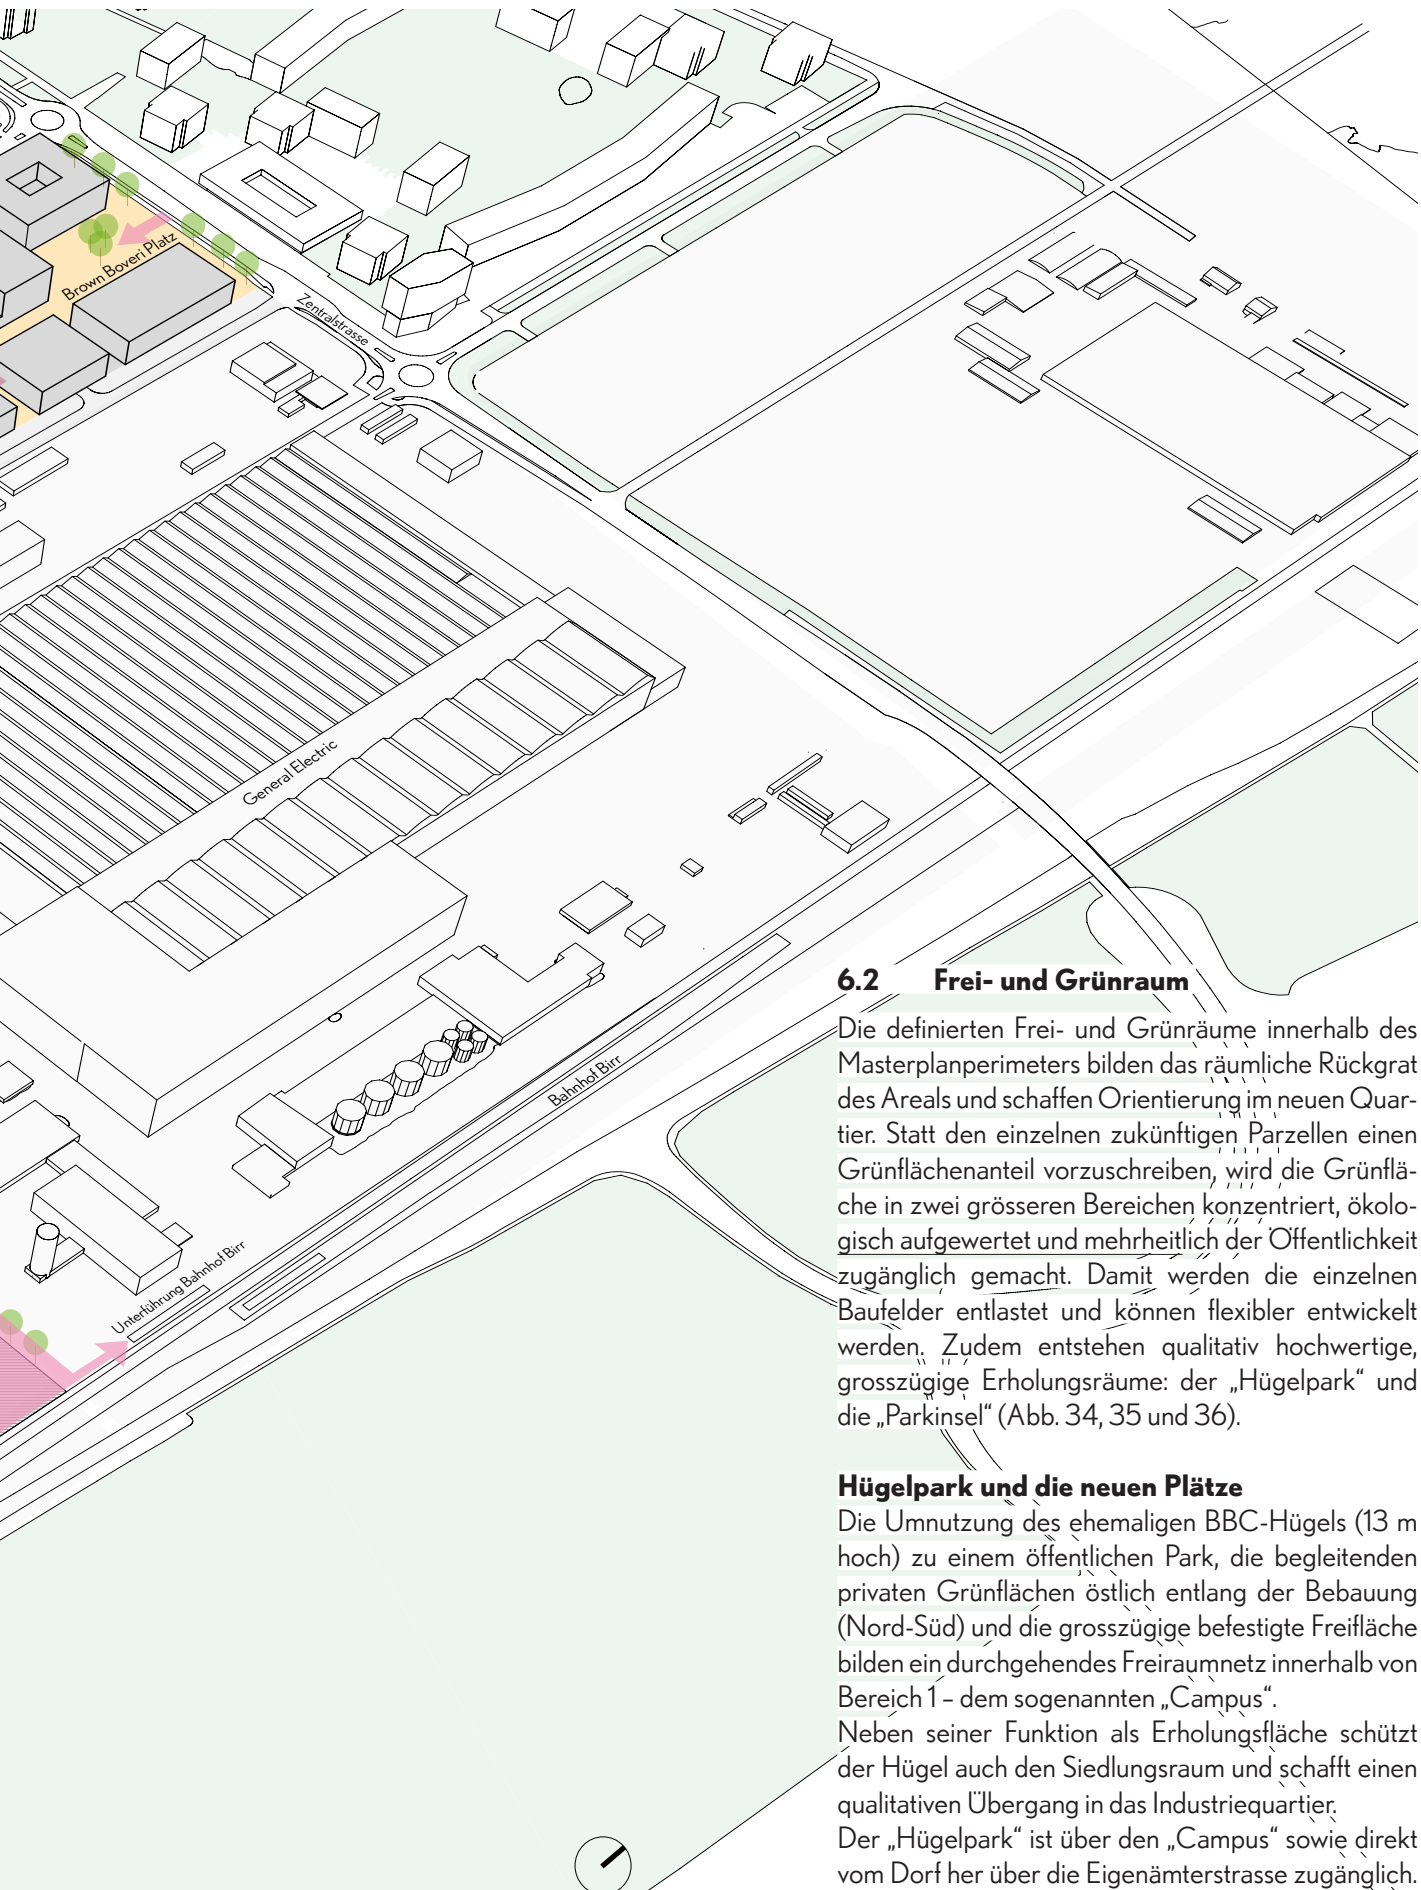 Brown Boveri Platz
Zentralstrasse
General Electric
Bahnhof Birr
Unterführung Bahnhof Birr
6.2 Frei- und Grünraum
Die definierten Frei- und Grünräume innerhalb des
Masterplanperimeters bilden das räumliche Rückgrat
des Areals und schaffen Orientierung im neuen Quar-
tier. Statt den einzelnen zukünftigen Parzellen einen
Grünflächenanteil vorzuschreiben, wird die Grünflä-
che in zwei grösseren Bereichen konzentriert, ökolo-
gisch aufgewertet und mehrheitlich der Öffentlichkeit
zugänglich gemacht. Damit werden die einzelnen
Baufelder entlastet und können flexibler entwickelt
werden. Zudem entstehen qualitativ hochwertige,
grosszügige Erholungsräume: der „Hügelpark“ und
die „Parkinsel“ (Abb. 34, 35 und 36).
Hügelpark und die neuen Plätze
Die Umnutzung des ehemaligen BBC-Hügels (13 m
hoch) zu einem öffentlichen Park, die begleitenden
privaten Grünflächen östlich entlang der Bebauung
(Nord-Süd) und die grosszügige befestigte Freifläche
bilden ein durchgehendes Freiraumnetz innerhalb von
Bereich 1 – dem sogenannten „Campus“.
Neben seiner Funktion als Erholungsfläche schützt
der Hügel auch den Siedlungsraum und schafft einen
qualitativen Übergang in das Industriequartier.
Der „Hügelpark“ ist über den „Campus“ sowie direkt
vom Dorf her über die Eigenämterstrasse zugänglich.